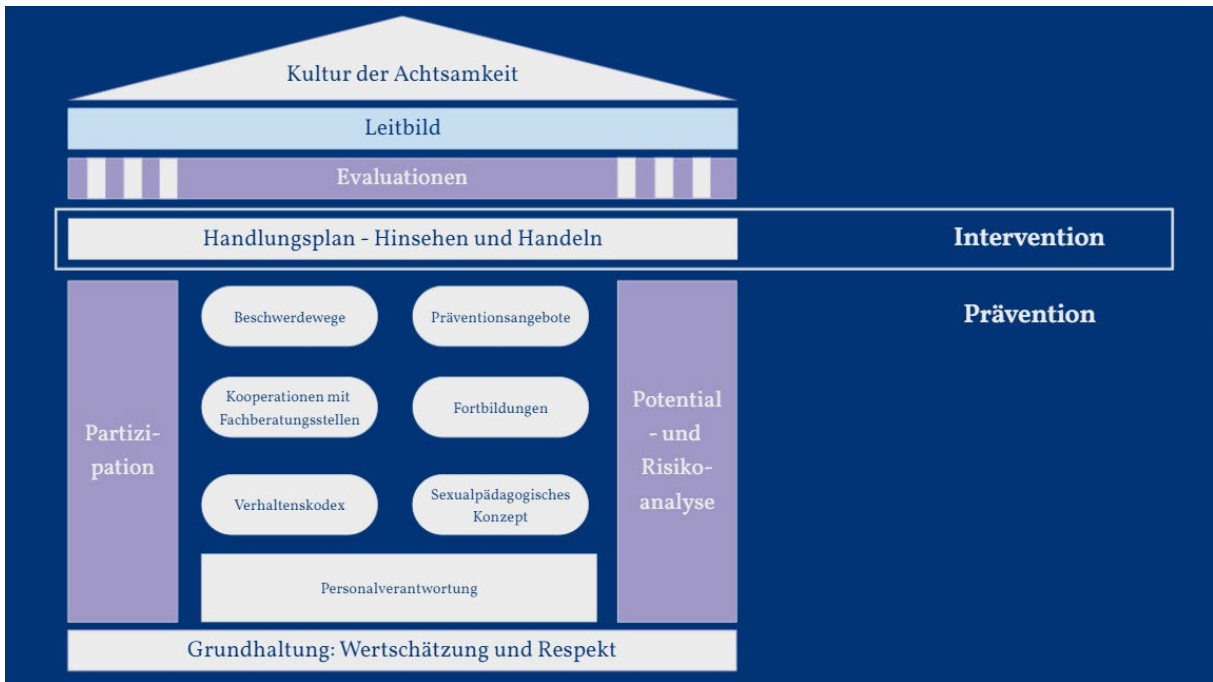 Kultur der Achtsamkeit
Leitbild
Evaluationen
Handlungsplan - Hinsehen und Handeln
Intervention
Prävention
Beschwerdewege
Präventionsangebote
Kooperationen mit
Fachberatungsstellen
Fortbildungen
Partizi-
pation
Potential
- und
Risiko-
analyse
Verhaltenskodex
Sexualpädagogisches
Konzept
Personalverantwortung
Grundhaltung: Wertschätzung und Respekt